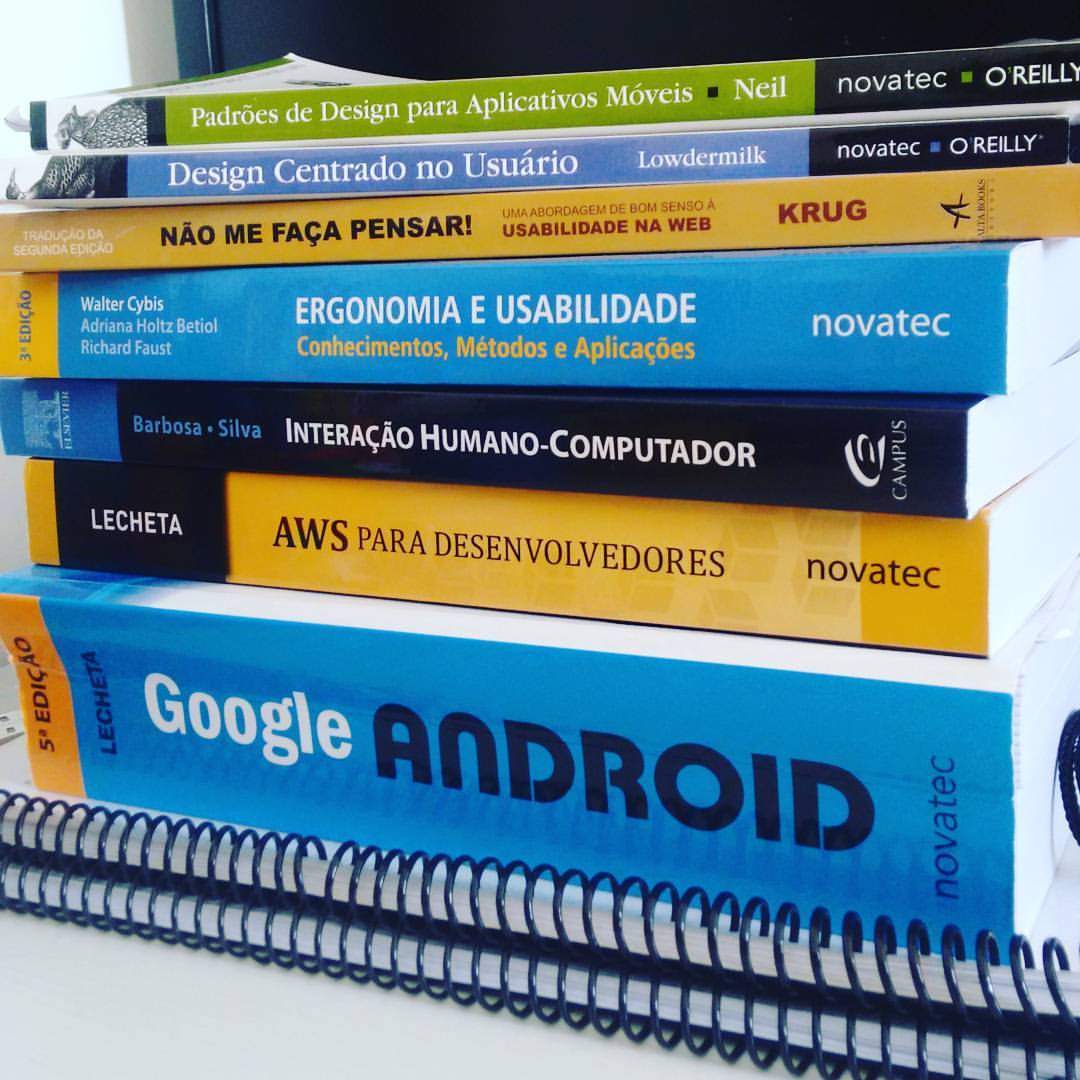 Padrões de Design para Aplicativos Móveis ▪ Neil novatec ▪ O'REILLY
Design Centrado no Usuário Lowdermilk novatec ▪ O'REILLY®
TRADUÇÃO DA
SEGUNDA EDIÇÃO
NÃO ME FAÇA PENSAR!
UMA ABORDAGEM DE BOM SENSO À
USABILIDADE NA WEB
KRUG
ALTA BOOKS
EDITORA
3ª EDIÇÃO
Walter Cybis
Adriana Holtz Betiol
Richard Faust
ERGONOMIA E USABILIDADE
Conhecimentos, Métodos e Aplicações
novatec
ELSEVIER
Barbosa • Silva INTERAÇÃO HUMANO-COMPUTADOR
CAMPUS
LECHETA AWS PARA DESENVOLVEDORES novatec
5ª EDIÇÃO
LECHETA
Google ANDROID
novatec